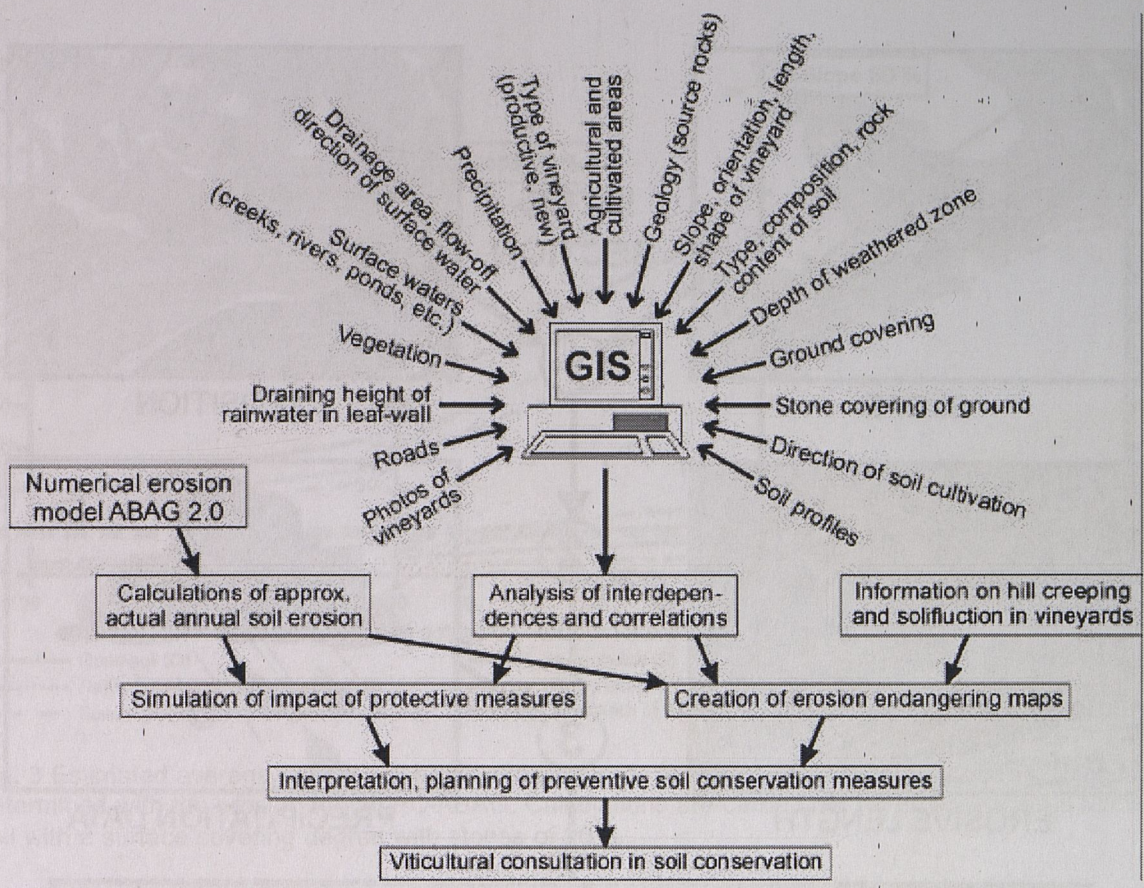 Photos of
vineyards
Roads
Draining height of
rainwater in leaf-wall
Vegetation
Surface waters
(creeks, rivers, ponds, etc.)
Drainage area, flow-off
direction of surface water
Precipitation
Type of vineyard
(productive, new)
Agricultural and
cultivated areas
Geology (source rocks)
Slope, orientation, length,
shape of vineyard
Type, composition, rock
content of soil
Depth of weathered zone
Ground covering
Stone covering of ground
Direction of soil cultivation
Soil profiles
GIS
Numerical erosion
model ABAG 2.0
Calculations of approx.
actual annual soil erosion
Analysis of interdepen-
dences and correlations
Information on hill creeping
and solifluction in vineyards
Simulation of impact of protective measures
Creation of erosion endangering maps
Interpretation, planning of preventive soil conservation measures
Viticultural consultation in soil conservation